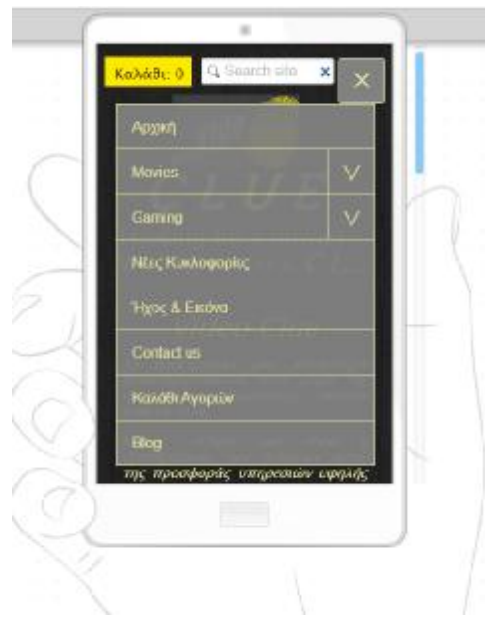 Καλάθι: 0
Search site
Αρχική
Movies
Gaming
Νέες Κυκλοφορίες
Ήχος & Εικόνα
Contact us
Καλάθι Αγορών
Blog
της προσφοράς υπηρεσιών υψηλής